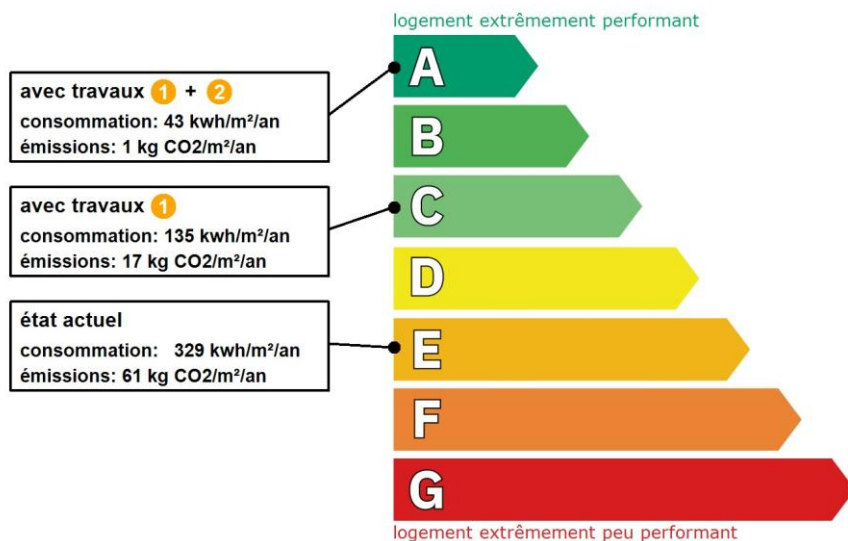 logement extrêmement performant
A
avec travaux 1 + 2
consommation: 43 kwh/m²/an
émissions: 1 kg CO2/m²/an
B
avec travaux 1
consommation: 135 kwh/m²/an
émissions: 17 kg CO2/m²/an
C
D
état actuel
consommation: 329 kwh/m²/an
émissions: 61 kg CO2/m²/an
E
F
G
logement extrêmement peu performant